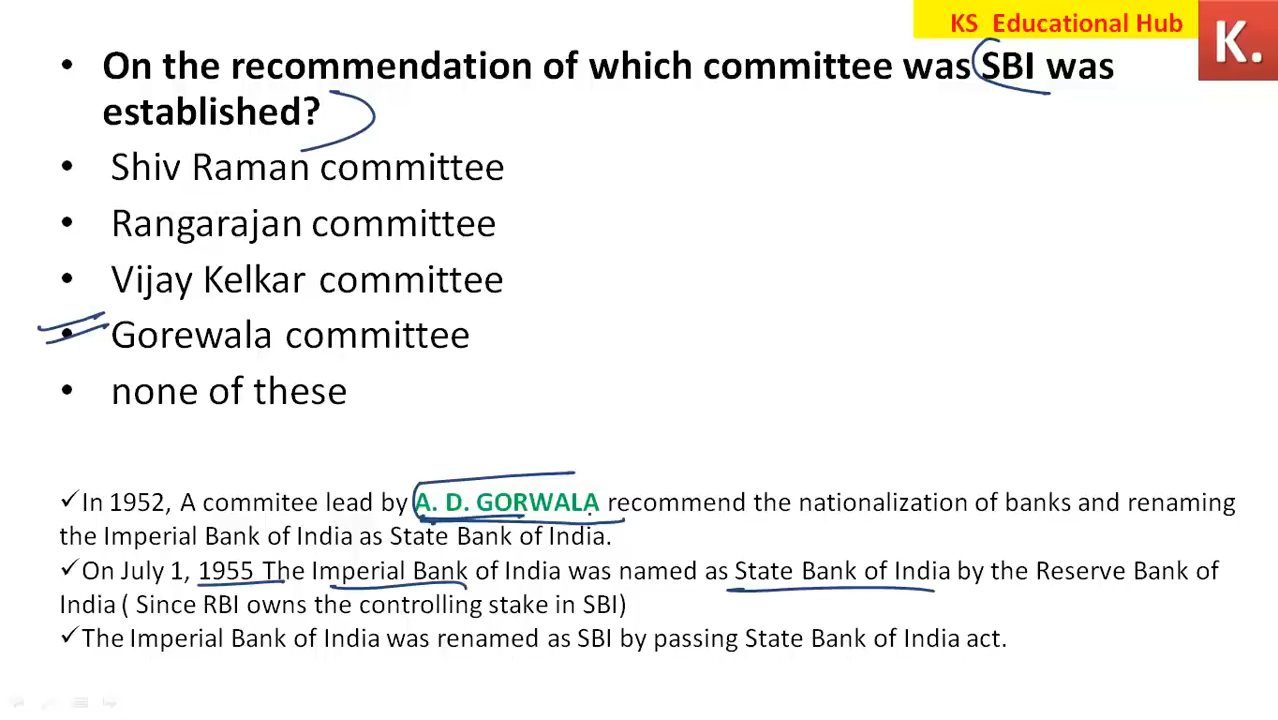 KS Educational Hub
K.
• On the recommendation of which committee was SBI was
established?
• Shiv Raman committee
• Rangarajan committee
• Vijay Kelkar committee
• Gorewala committee
• none of these
✓In 1952, A commitee lead by A. D. GORWALA recommend the nationalization of banks and renaming
the Imperial Bank of India as State Bank of India.
✓On July 1, 1955 The Imperial Bank of India was named as State Bank of India by the Reserve Bank of
India ( Since RBI owns the controlling stake in SBI)
✓The Imperial Bank of India was renamed as SBI by passing State Bank of India act.